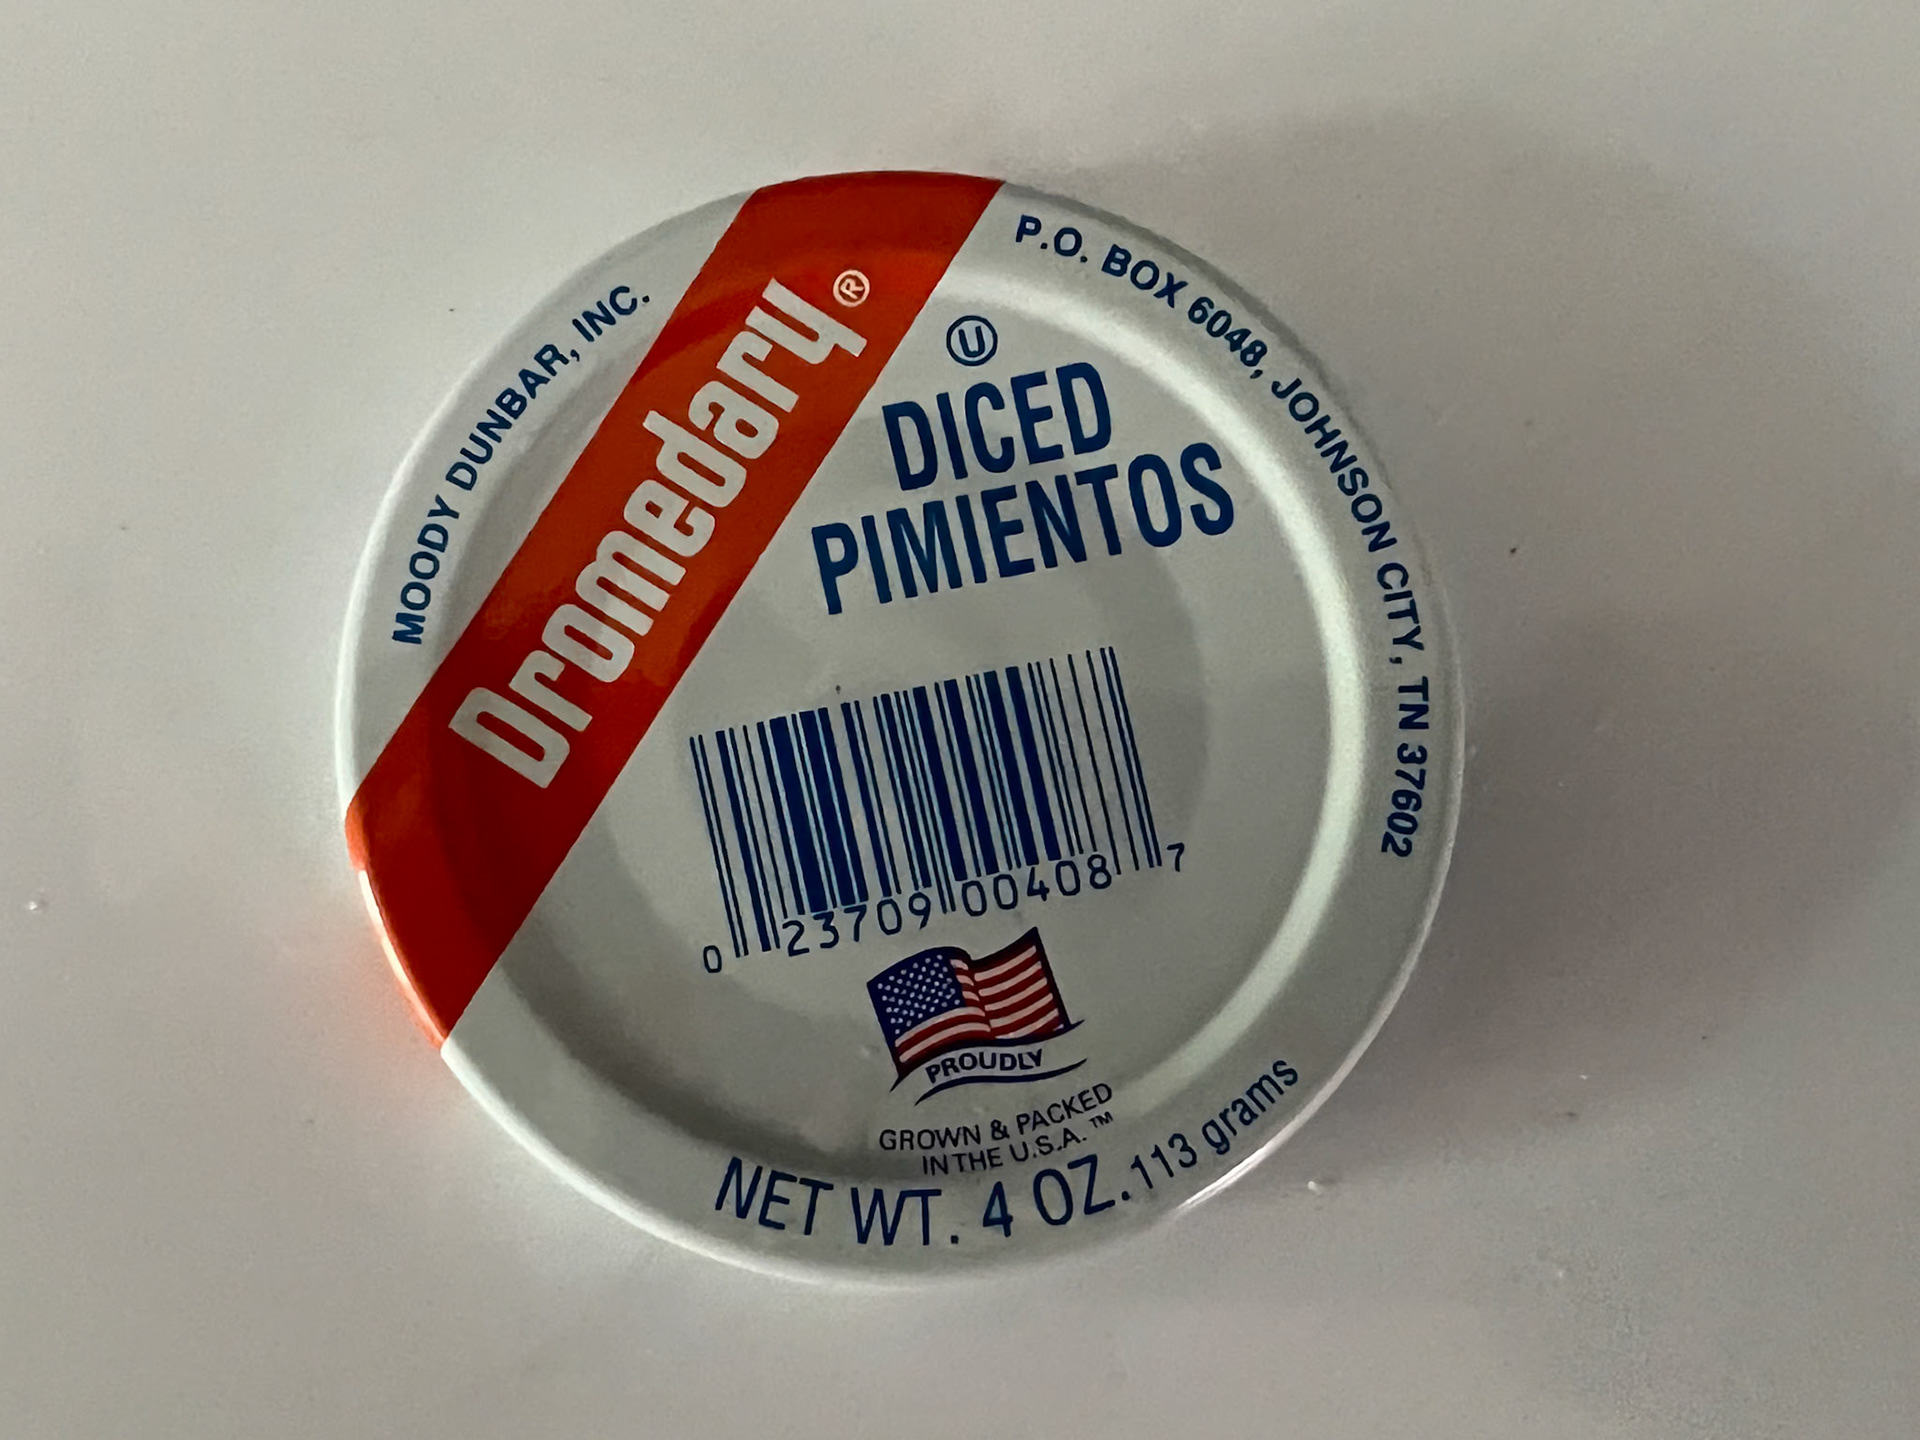 MOODY DUNBAR, INC.
Dromedary®
P.O. BOX 6048, JOHNSON CITY, TN 37602
U
DICED
PIMIENTOS
0 23709 00408 7
PROUDLY
GROWN & PACKED
IN THE U.S.A.™
NET WT. 4 OZ. 113 grams